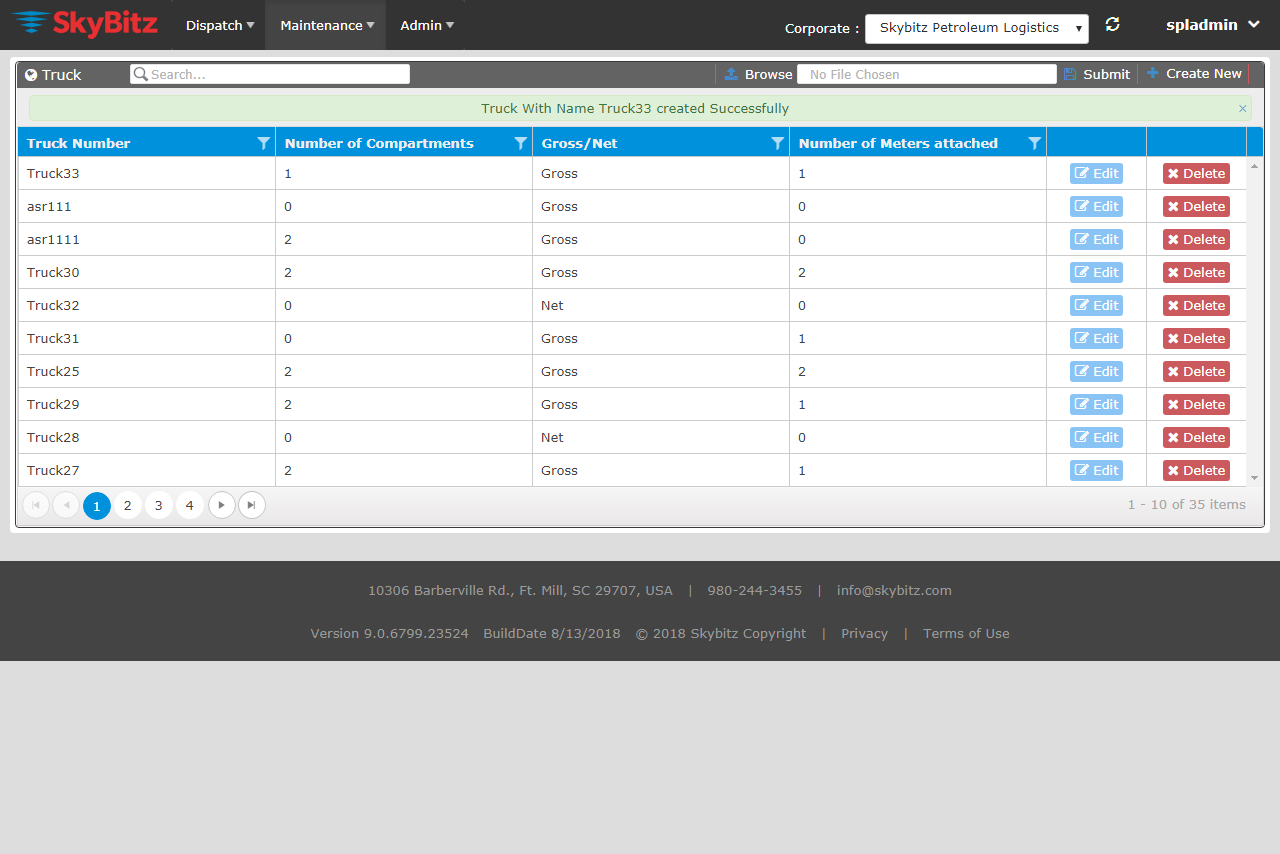 SkyBitz Dispatch Maintenance Admin Corporate : Skybitz Petroleum Logistics spladmin
Truck Search... Browse No File Chosen Submit Create New
Truck With Name Truck33 created Successfully ×
Truck Number Number of Compartments Gross/Net Number of Meters attached
Truck33 1 Gross 1 Edit Delete
asr111 0 Gross 0 Edit Delete
asr1111 2 Gross 0 Edit Delete
Truck30 2 Gross 2 Edit Delete
Truck32 0 Net 0 Edit Delete
Truck31 0 Gross 1 Edit Delete
Truck25 2 Gross 2 Edit Delete
Truck29 2 Gross 1 Edit Delete
Truck28 0 Net 0 Edit Delete
Truck27 2 Gross 1 Edit Delete
1 2 3 4 1 - 10 of 35 items
10306 Barberville Rd., Ft. Mill, SC 29707, USA | 980-244-3455 | info@skybitz.com
Version 9.0.6799.23524 BuildDate 8/13/2018 © 2018 Skybitz Copyright | Privacy | Terms of Use